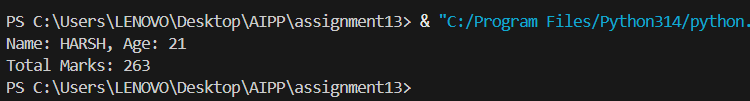 PS C:\Users\LENOVO\Desktop\AIPP\assignment13> & "C:/Program Files/Python314/python.
Name: HARSH, Age: 21
Total Marks: 263
PS C:\Users\LENOVO\Desktop\AIPP\assignment13>